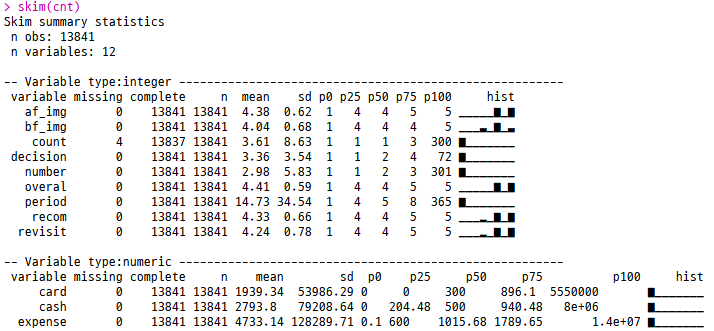 > skim(cnt)
Skim summary statistics
 n obs: 13841
 n variables: 12

-- Variable type:integer -------------------------------------------------------
 variable missing complete     n  mean    sd p0 p25 p50 p75 p100     hist
   af_img       0    13841 13841  4.38  0.62  1   4   4   5    5 ▁▁▁▁▁▇▁▇
   bf_img       0    13841 13841  4.04  0.68  1   4   4   4    5 ▁▁▁▂▁▇▁▂
    count       4    13837 13841  3.61  8.63  1   1   1   3  300 ▇▁▁▁▁▁▁▁
 decision       0    13841 13841  3.36  3.54  1   1   2   4   72 ▇▁▁▁▁▁▁▁
   number       0    13841 13841  2.98  5.83  1   1   2   3  301 ▇▁▁▁▁▁▁▁
   overal       0    13841 13841  4.41  0.59  1   4   4   5    5 ▁▁▁▁▁▇▁▇
   period       0    13841 13841 14.73 34.54  1   4   5   8  365 ▇▁▁▁▁▁▁▁
    recom       0    13841 13841  4.33  0.66  1   4   4   5    5 ▁▁▁▂▁▇▁▇
  revisit       0    13841 13841  4.24  0.78  1   4   4   5    5 ▁▁▁▂▁▇▁▇

-- Variable type:numeric -------------------------------------------------------
 variable missing complete     n    mean        sd  p0    p25     p50     p75          p100     hist
     card       0    13841 13841 1939.34  53986.29 0     0     300      896.1  5550000       ▇▁▁▁▁▁▁▁
     cash       0    13841 13841 2793.8   79208.64 0   204.48  500      940.48   8e+06       ▇▁▁▁▁▁▁▁
  expense       0    13841 13841 4733.14 128289.71 0.1 600    1015.68 1789.65       1.4e+07 ▇▁▁▁▁▁▁▁